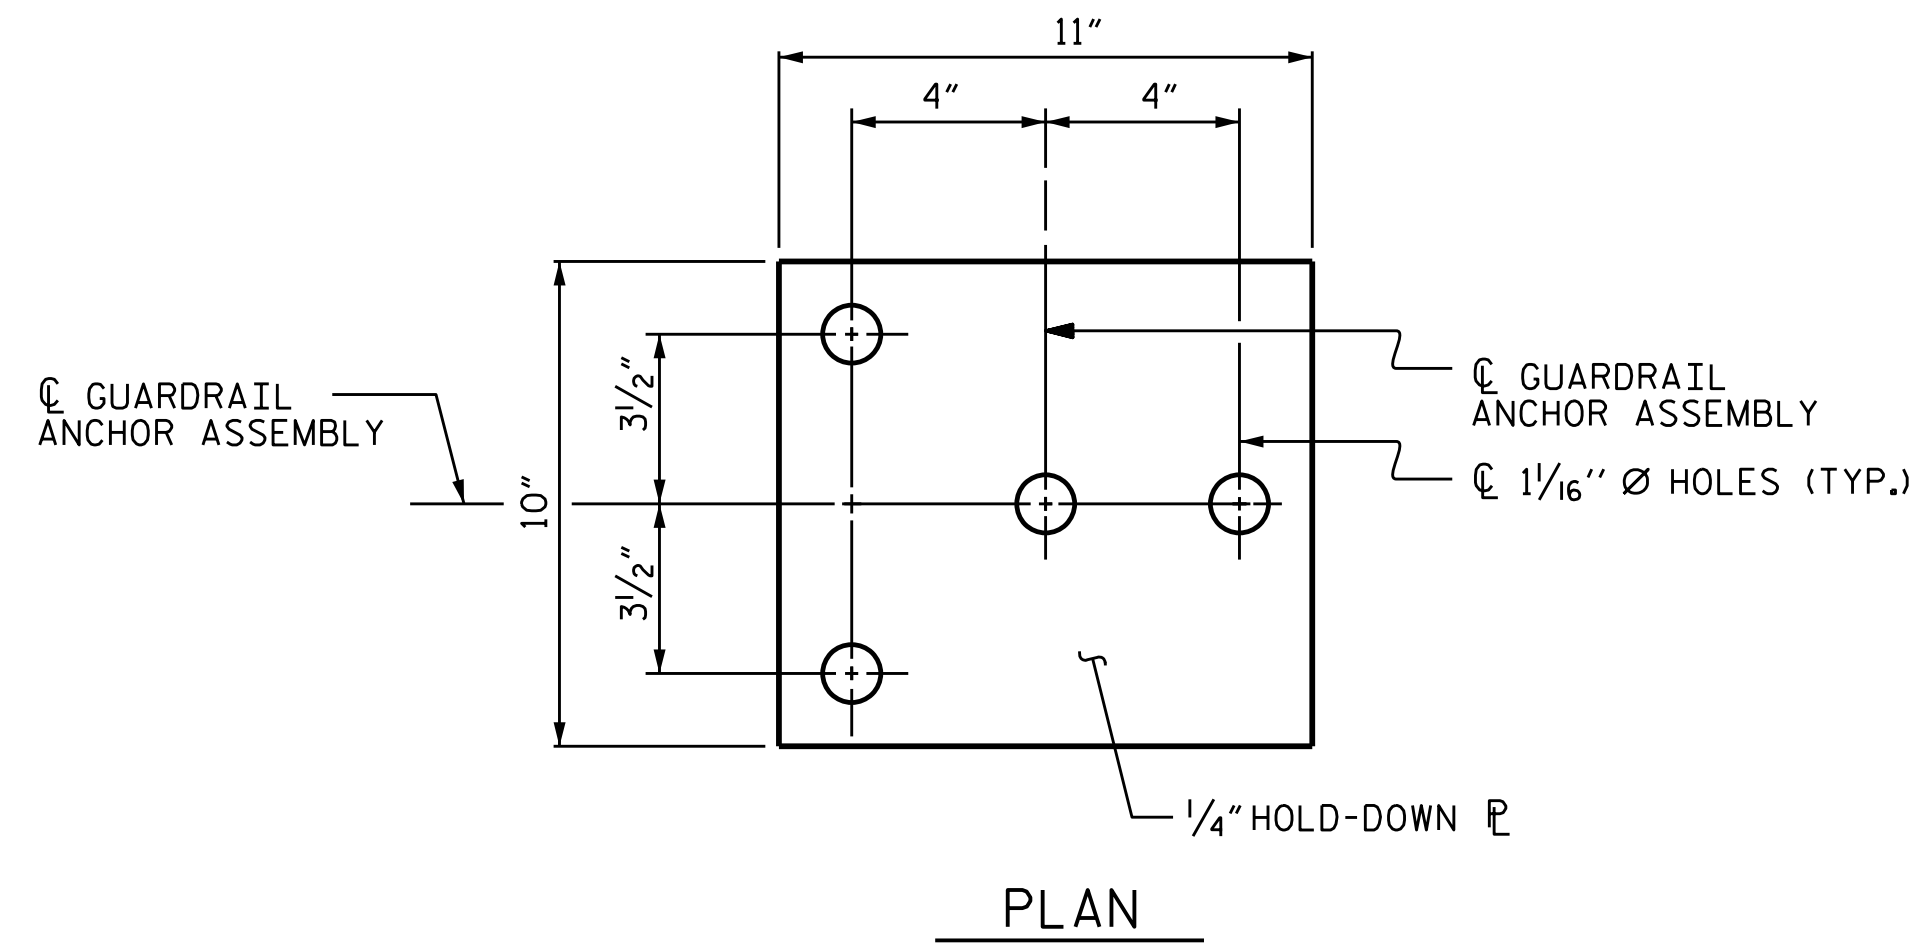 11"
4" 4"
℄ GUARDRAIL
ANCHOR ASSEMBLY
10"
3 1/2"
3 1/2"
℄ GUARDRAIL
ANCHOR ASSEMBLY
℄ 1 1/16'' Ø HOLES (TYP.)
1/4" HOLD-DOWN ⅊
PLAN